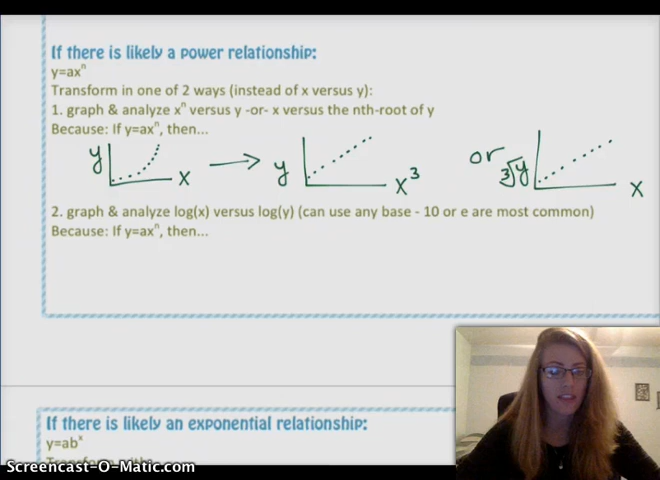 If there is likely a power relationship:
y=axⁿ
Transform in one of 2 ways (instead of x versus y):
1. graph & analyze xⁿ versus y -or- x versus the nth-root of y
Because: If y=axⁿ, then...
y x → y x³ or ³√y x
2. graph & analyze log(x) versus log(y) (can use any base - 10 or e are most common)
Because: If y=axⁿ, then...
If there is likely an exponential relationship:
y=abˣ
Screencast-O-Matic.com